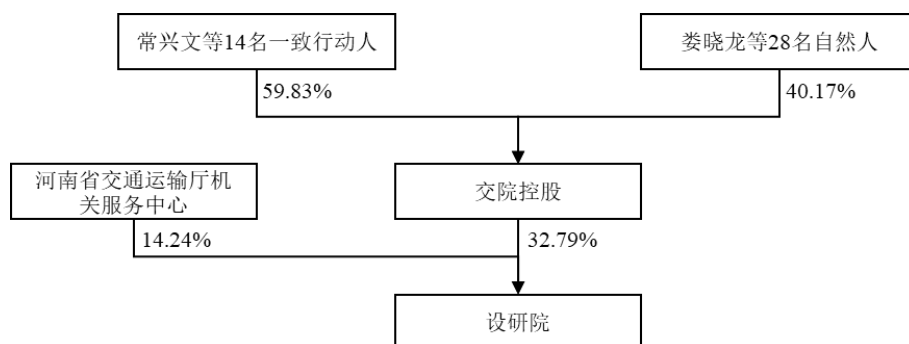 常兴文等14名一致行动人
娄晓龙等28名自然人
59.83%
40.17%
河南省交通运输厅机
关服务中心
交院控股
14.24%
32.79%
设研院